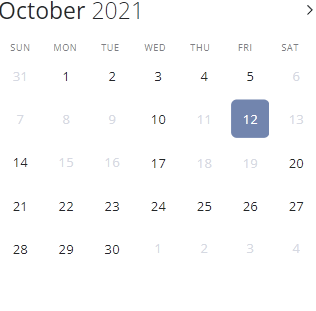 October 2021 >
SUN MON TUE WED THU FRI SAT
31 1 2 3 4 5 6
7 8 9 10 11 12 13
14 15 16 17 18 19 20
21 22 23 24 25 26 27
28 29 30 1 2 3 4